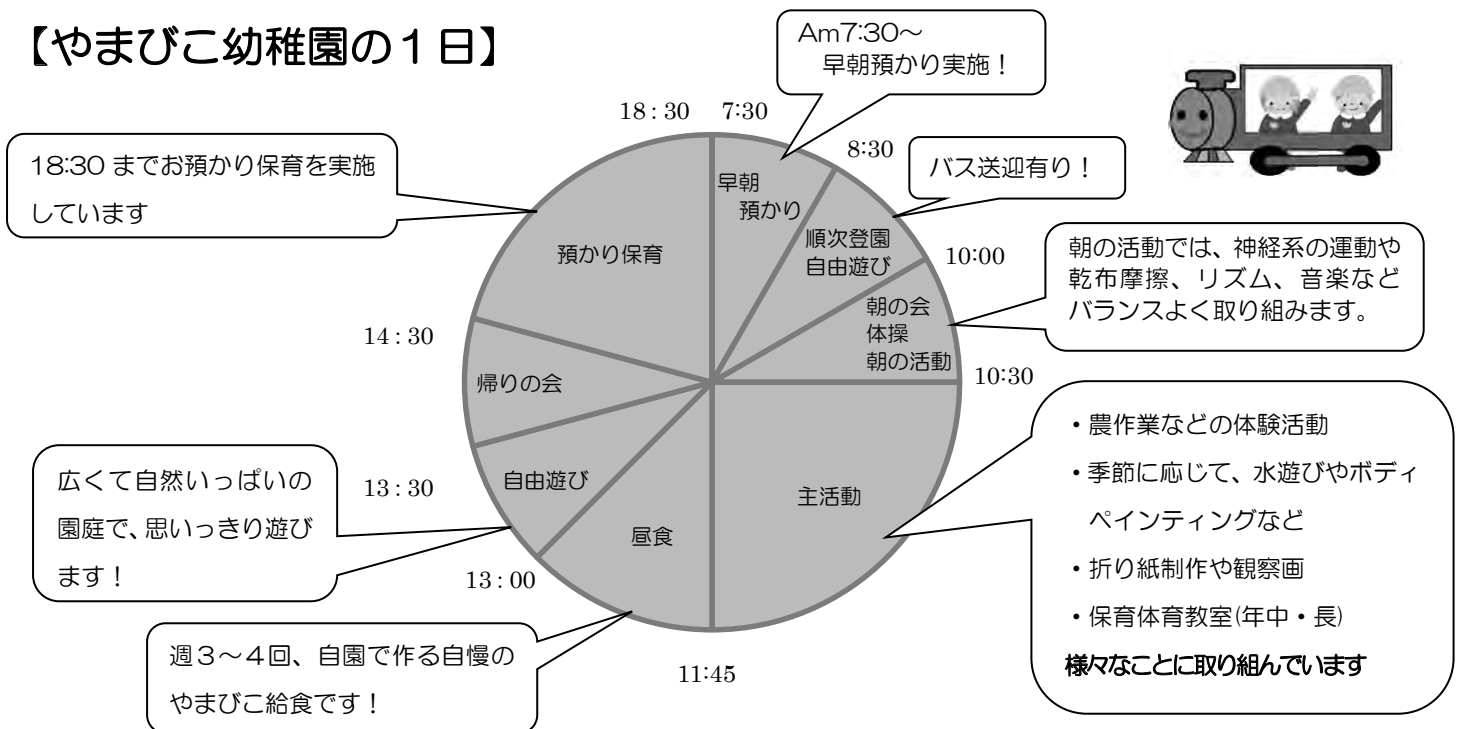 【やまびこ幼稚園の１日】
Am7:30～
早朝預かり実施！
18：30
7:30
8:30
バス送迎有り！
18:30 までお預かり保育を実施
しています
早朝
預かり
順次登園
自由遊び
10:00
朝の活動では、神経系の運動や
乾布摩擦、リズム、音楽など
バランスよく取り組みます。
預かり保育
朝の会
体操
朝の活動
14：30
帰りの会
10:30
・農作業などの体験活動
・季節に応じて、水遊びやボディ
ペインティングなど
・折り紙制作や観察画
・保育体育教室(年中・長)
様々なことに取り組んでいます
広くて自然いっぱいの
園庭で、思いっきり遊び
ます！
13：30
自由遊び
主活動
昼食
13：00
週３～４回、自園で作る自慢の
やまびこ給食です！
11:45